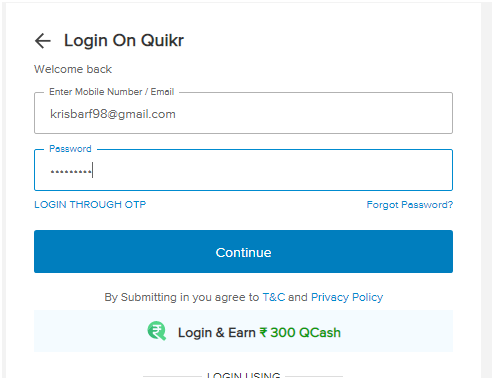 Login On Quikr
Welcome back
Enter Mobile Number / Email
krisbarf98@gmail.com
Password
•••••••••
LOGIN THROUGH OTP Forgot Password?
Continue
By Submitting in you agree to T&C and Privacy Policy
Login & Earn ₹ 300 QCash
LOGIN USING